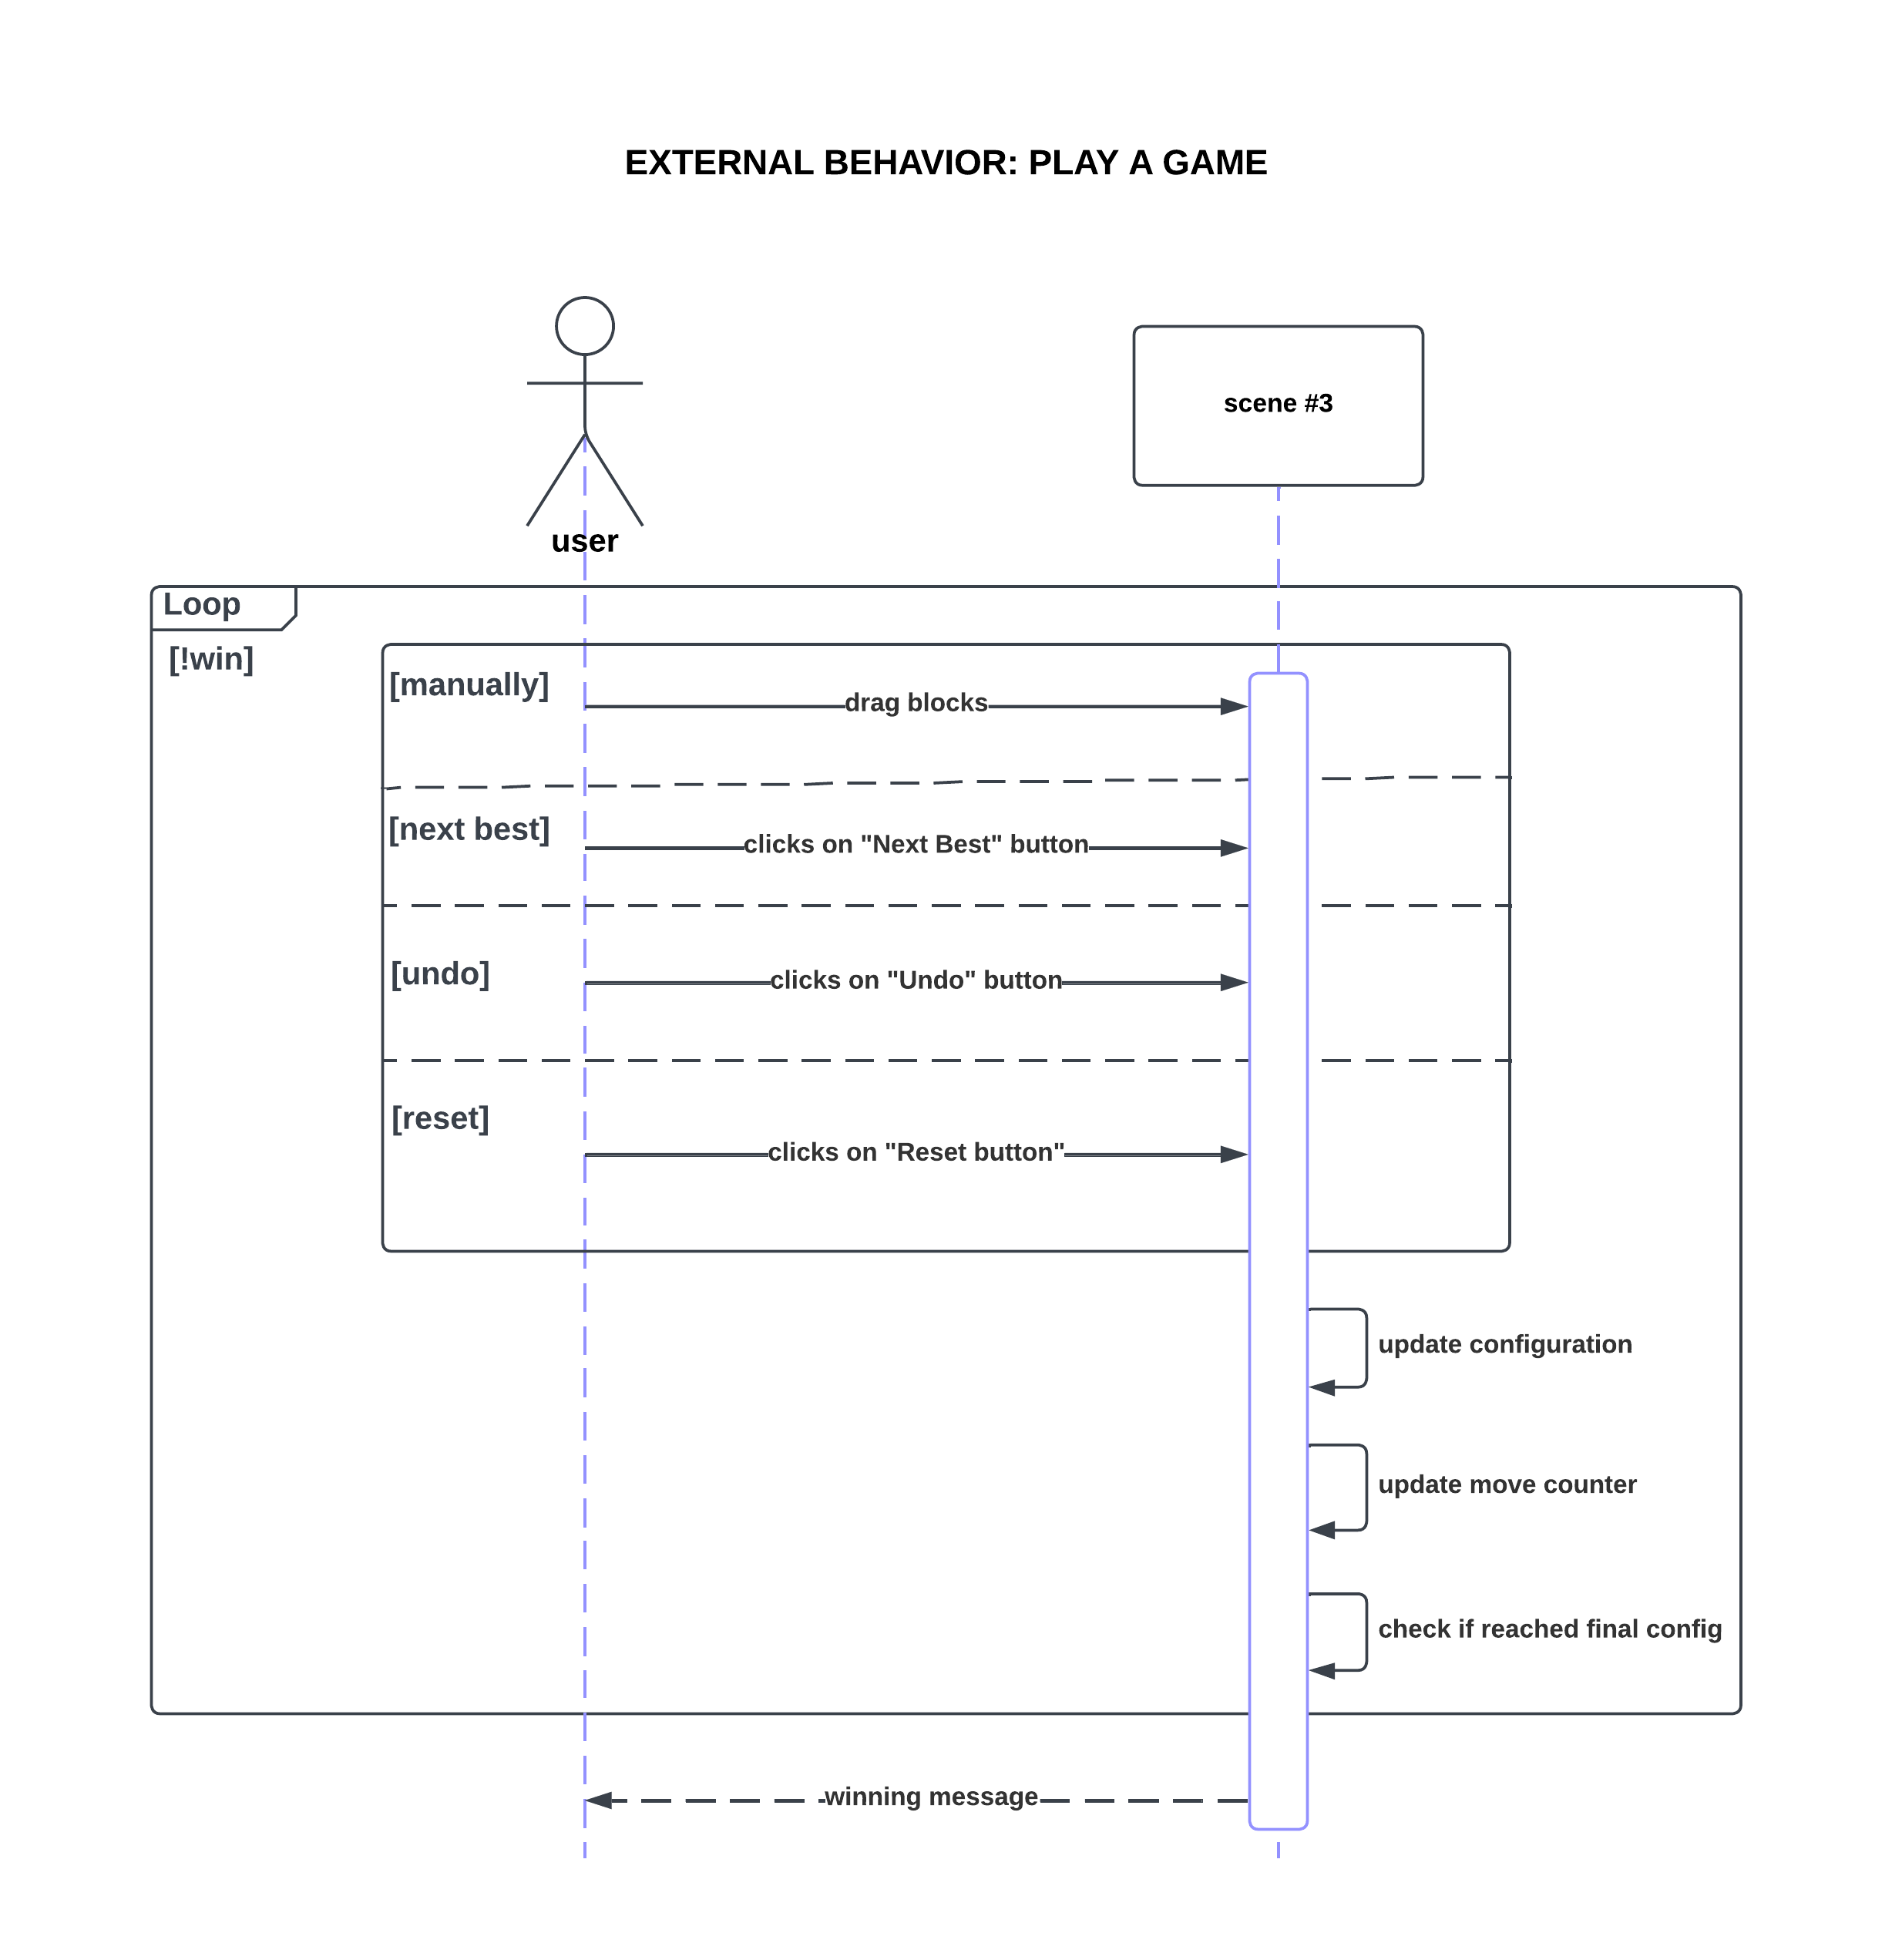 EXTERNAL BEHAVIOR: PLAY A GAME
user
scene #3
Loop
[!win]
[manually]
drag blocks
[next best]
clicks on "Next Best" button
[undo]
clicks on "Undo" button
[reset]
clicks on "Reset button"
update configuration
update move counter
check if reached final config
winning message